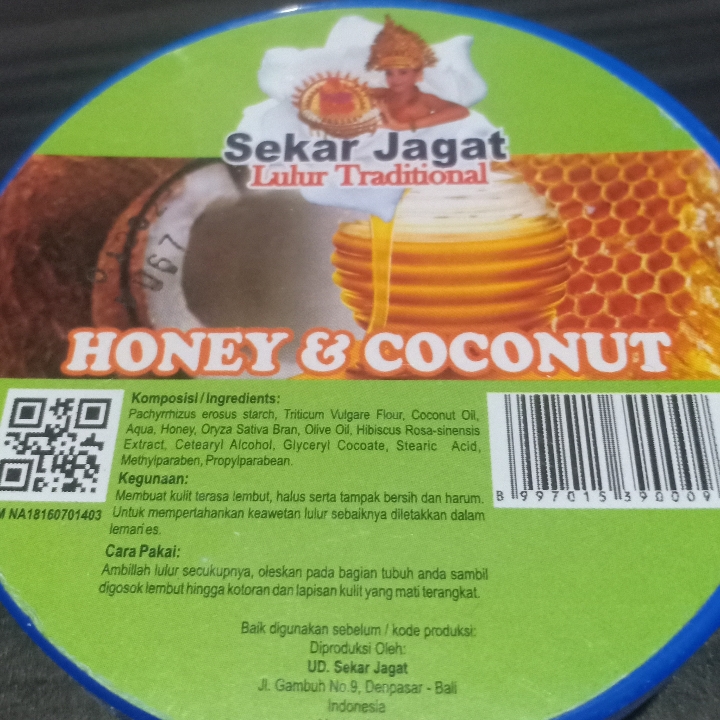 Sekar Jagat
Lulur Traditional
HONEY & COCONUT
Komposisi / Ingredients:
Pachyrrhizus erosus starch, Triticum Vulgare Flour, Coconut Oil,
Aqua, Honey, Oryza Sativa Bran, Olive Oil, Hibiscus Rosa-sinensis
Extract, Cetearyl Alcohol, Glyceryl Cocoate, Stearic Acid,
Methylparaben, Propylparabean.
Kegunaan:
Membuat kulit terasa lembut, halus serta tampak bersih dan harum.
Untuk mempertahankan keawetan lulur sebaiknya diletakkan dalam
lemari es.
NA18160701403
Cara Pakai:
Ambillah lulur secukupnya, oleskan pada bagian tubuh anda sambil
digosok lembut hingga kotoran dan lapisan kulit yang mati terangkat.
8 997015 390009
Baik digunakan sebelum / kode produksi:
Diproduksi Oleh:
UD. Sekar Jagat
Jl. Gambuh No.9, Denpasar - Bali
Indonesia